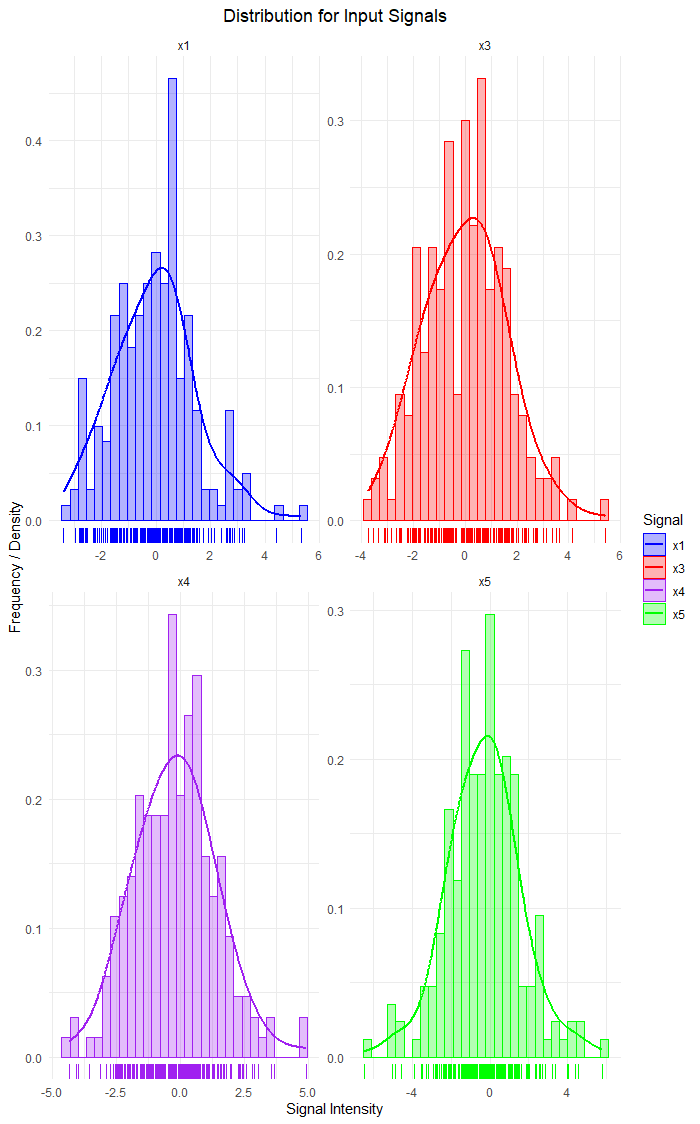 Distribution for Input Signals
x1
x3
0.4
0.3
0.2
0.1
0.0
0.3
0.2
0.1
0.0
-2 0 2 4 6
-4 -2 0 2 4 6
Frequency / Density
x4
x5
0.3
0.2
0.1
0.0
0.3
0.2
0.1
0.0
-5.0 -2.5 0.0 2.5 5.0
-4 0 4
Signal Intensity
Signal
x1
x3
x4
x5